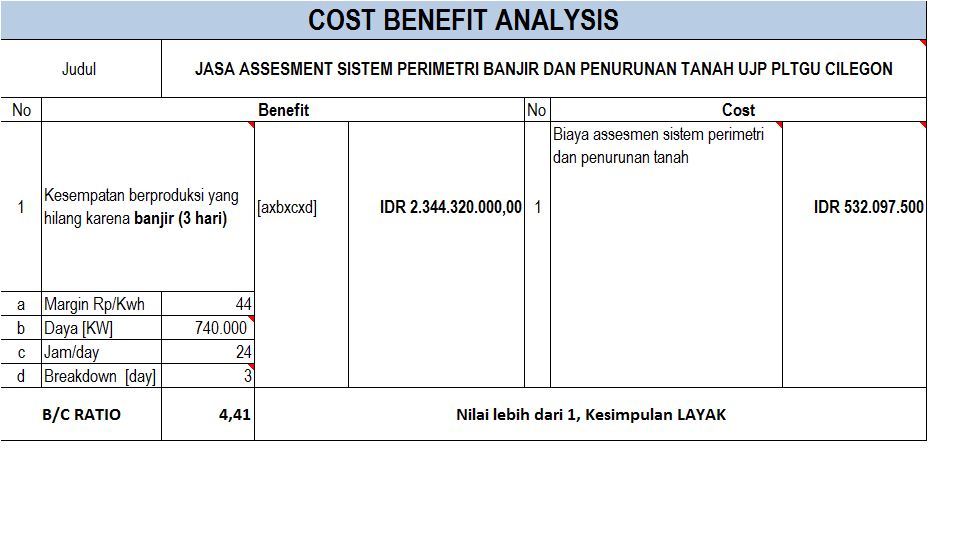 COST BENEFIT ANALYSIS
Judul
JASA ASSESMENT SISTEM PERIMETRI BANJIR DAN PENURUNAN TANAH UJP PLTGU CILEGON
No
Benefit
No
Cost
1
Kesempatan berproduksi yang
hilang karena banjir (3 hari)
[axbxcxd]
IDR 2.344.320.000,00
1
Biaya assesmen sistem perimetri
dan penurunan tanah
IDR 532.097.500
a
Margin Rp/Kwh
44
b
Daya [KW]
740.000
c
Jam/day
24
d
Breakdown [day]
3
B/C RATIO
4,41
Nilai lebih dari 1, Kesimpulan LAYAK